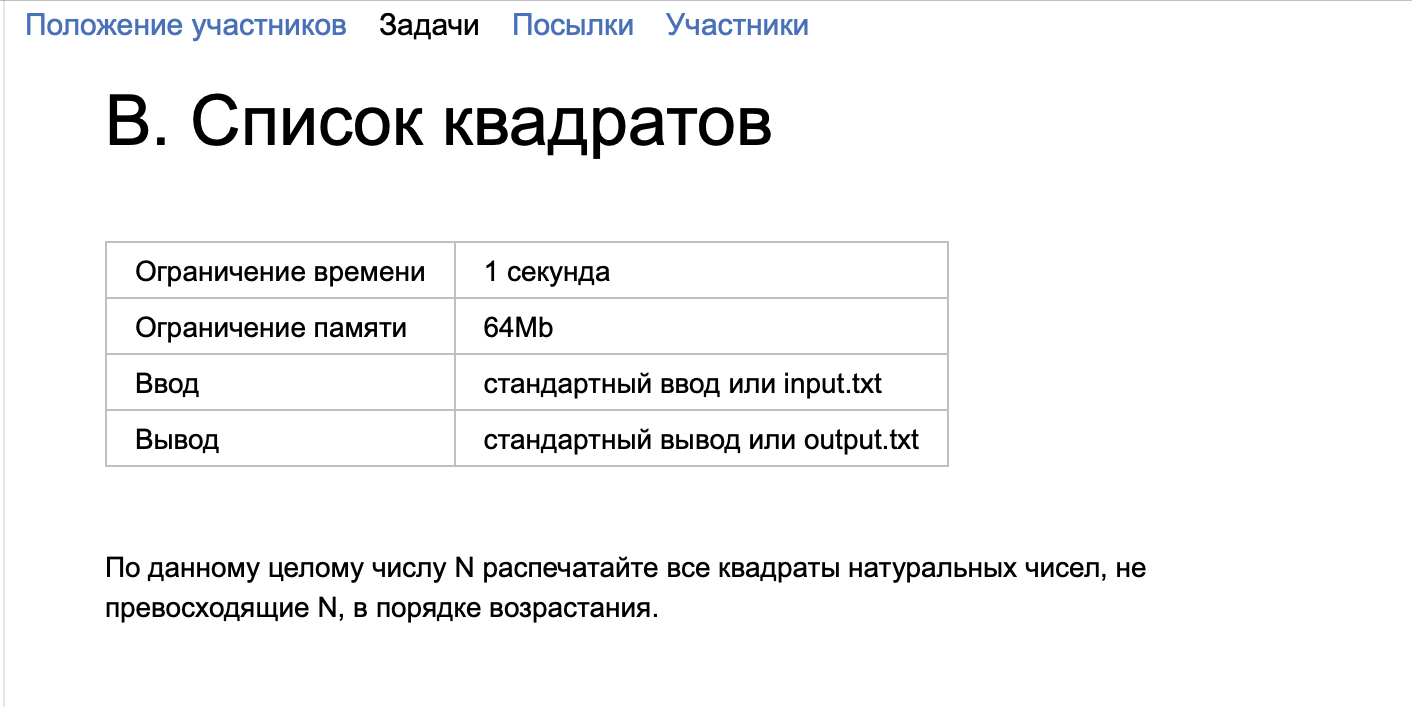 Положение участников Задачи Посылки Участники
B. Список квадратов
Ограничение времени 1 секунда
Ограничение памяти 64Mb
Ввод стандартный ввод или input.txt
Вывод стандартный вывод или output.txt
По данному целому числу N распечатайте все квадраты натуральных чисел, не
превосходящие N, в порядке возрастания.